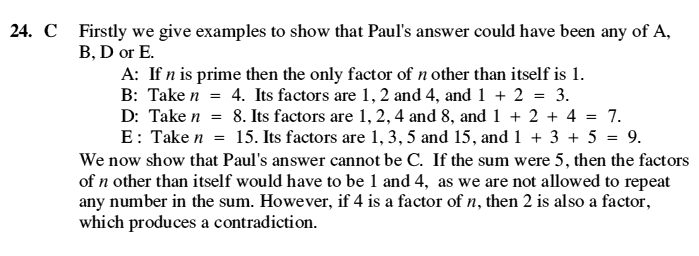 24. C Firstly we give examples to show that Paul's answer could have been any of A,
B, D or E.
A: If n is prime then the only factor of n other than itself is 1.
B: Take n = 4. Its factors are 1, 2 and 4, and 1 + 2 = 3.
D: Take n = 8. Its factors are 1, 2, 4 and 8, and 1 + 2 + 4 = 7.
E: Take n = 15. Its factors are 1, 3, 5 and 15, and 1 + 3 + 5 = 9.
We now show that Paul's answer cannot be C. If the sum were 5, then the factors
of n other than itself would have to be 1 and 4, as we are not allowed to repeat
any number in the sum. However, if 4 is a factor of n, then 2 is also a factor,
which produces a contradiction.